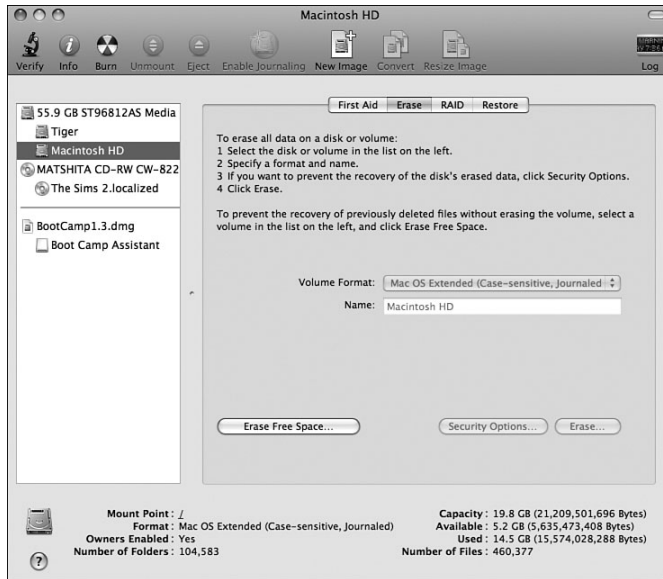 Macintosh HD
Verify Info Burn Unmount Eject Enable Journaling New Image Convert Resize Image Log
55.9 GB ST96812AS Media
Tiger
Macintosh HD
MATSHITA CD-RW CW-822
The Sims 2.localized
BootCamp1.3.dmg
Boot Camp Assistant
First Aid Erase RAID Restore
To erase all data on a disk or volume:
1 Select the disk or volume in the list on the left.
2 Specify a format and name.
3 If you want to prevent the recovery of the disk's erased data, click Security Options.
4 Click Erase.
To prevent the recovery of previously deleted files without erasing the volume, select a
volume in the list on the left, and click Erase Free Space.
Volume Format: Mac OS Extended (Case-sensitive, Journaled
Name: Macintosh HD
Erase Free Space... Security Options... Erase...
Mount Point : /
Format : Mac OS Extended (Case-sensitive, Journaled)
Owners Enabled : Yes
Number of Folders : 104,583
Capacity : 19.8 GB (21,209,501,696 Bytes)
Available : 5.2 GB (5,635,473,408 Bytes)
Used : 14.5 GB (15,574,028,288 Bytes)
Number of Files : 460,377
?